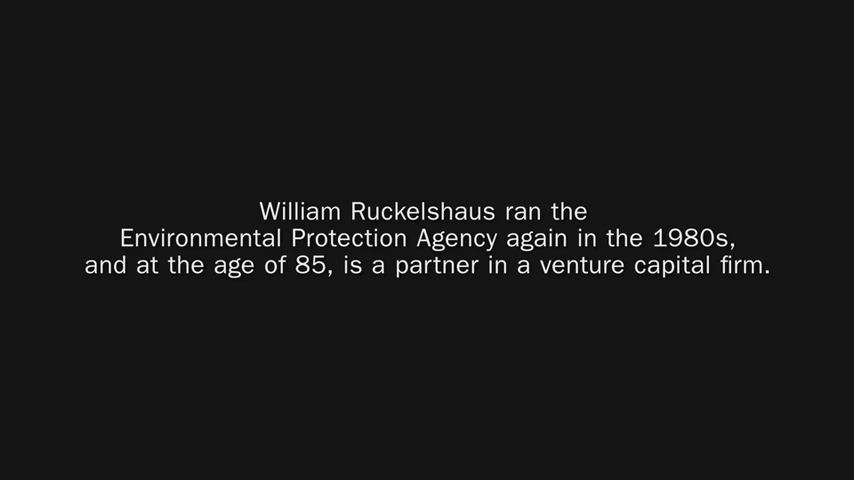 William Ruckelshaus ran the
Environmental Protection Agency again in the 1980s,
and at the age of 85, is a partner in a venture capital firm.